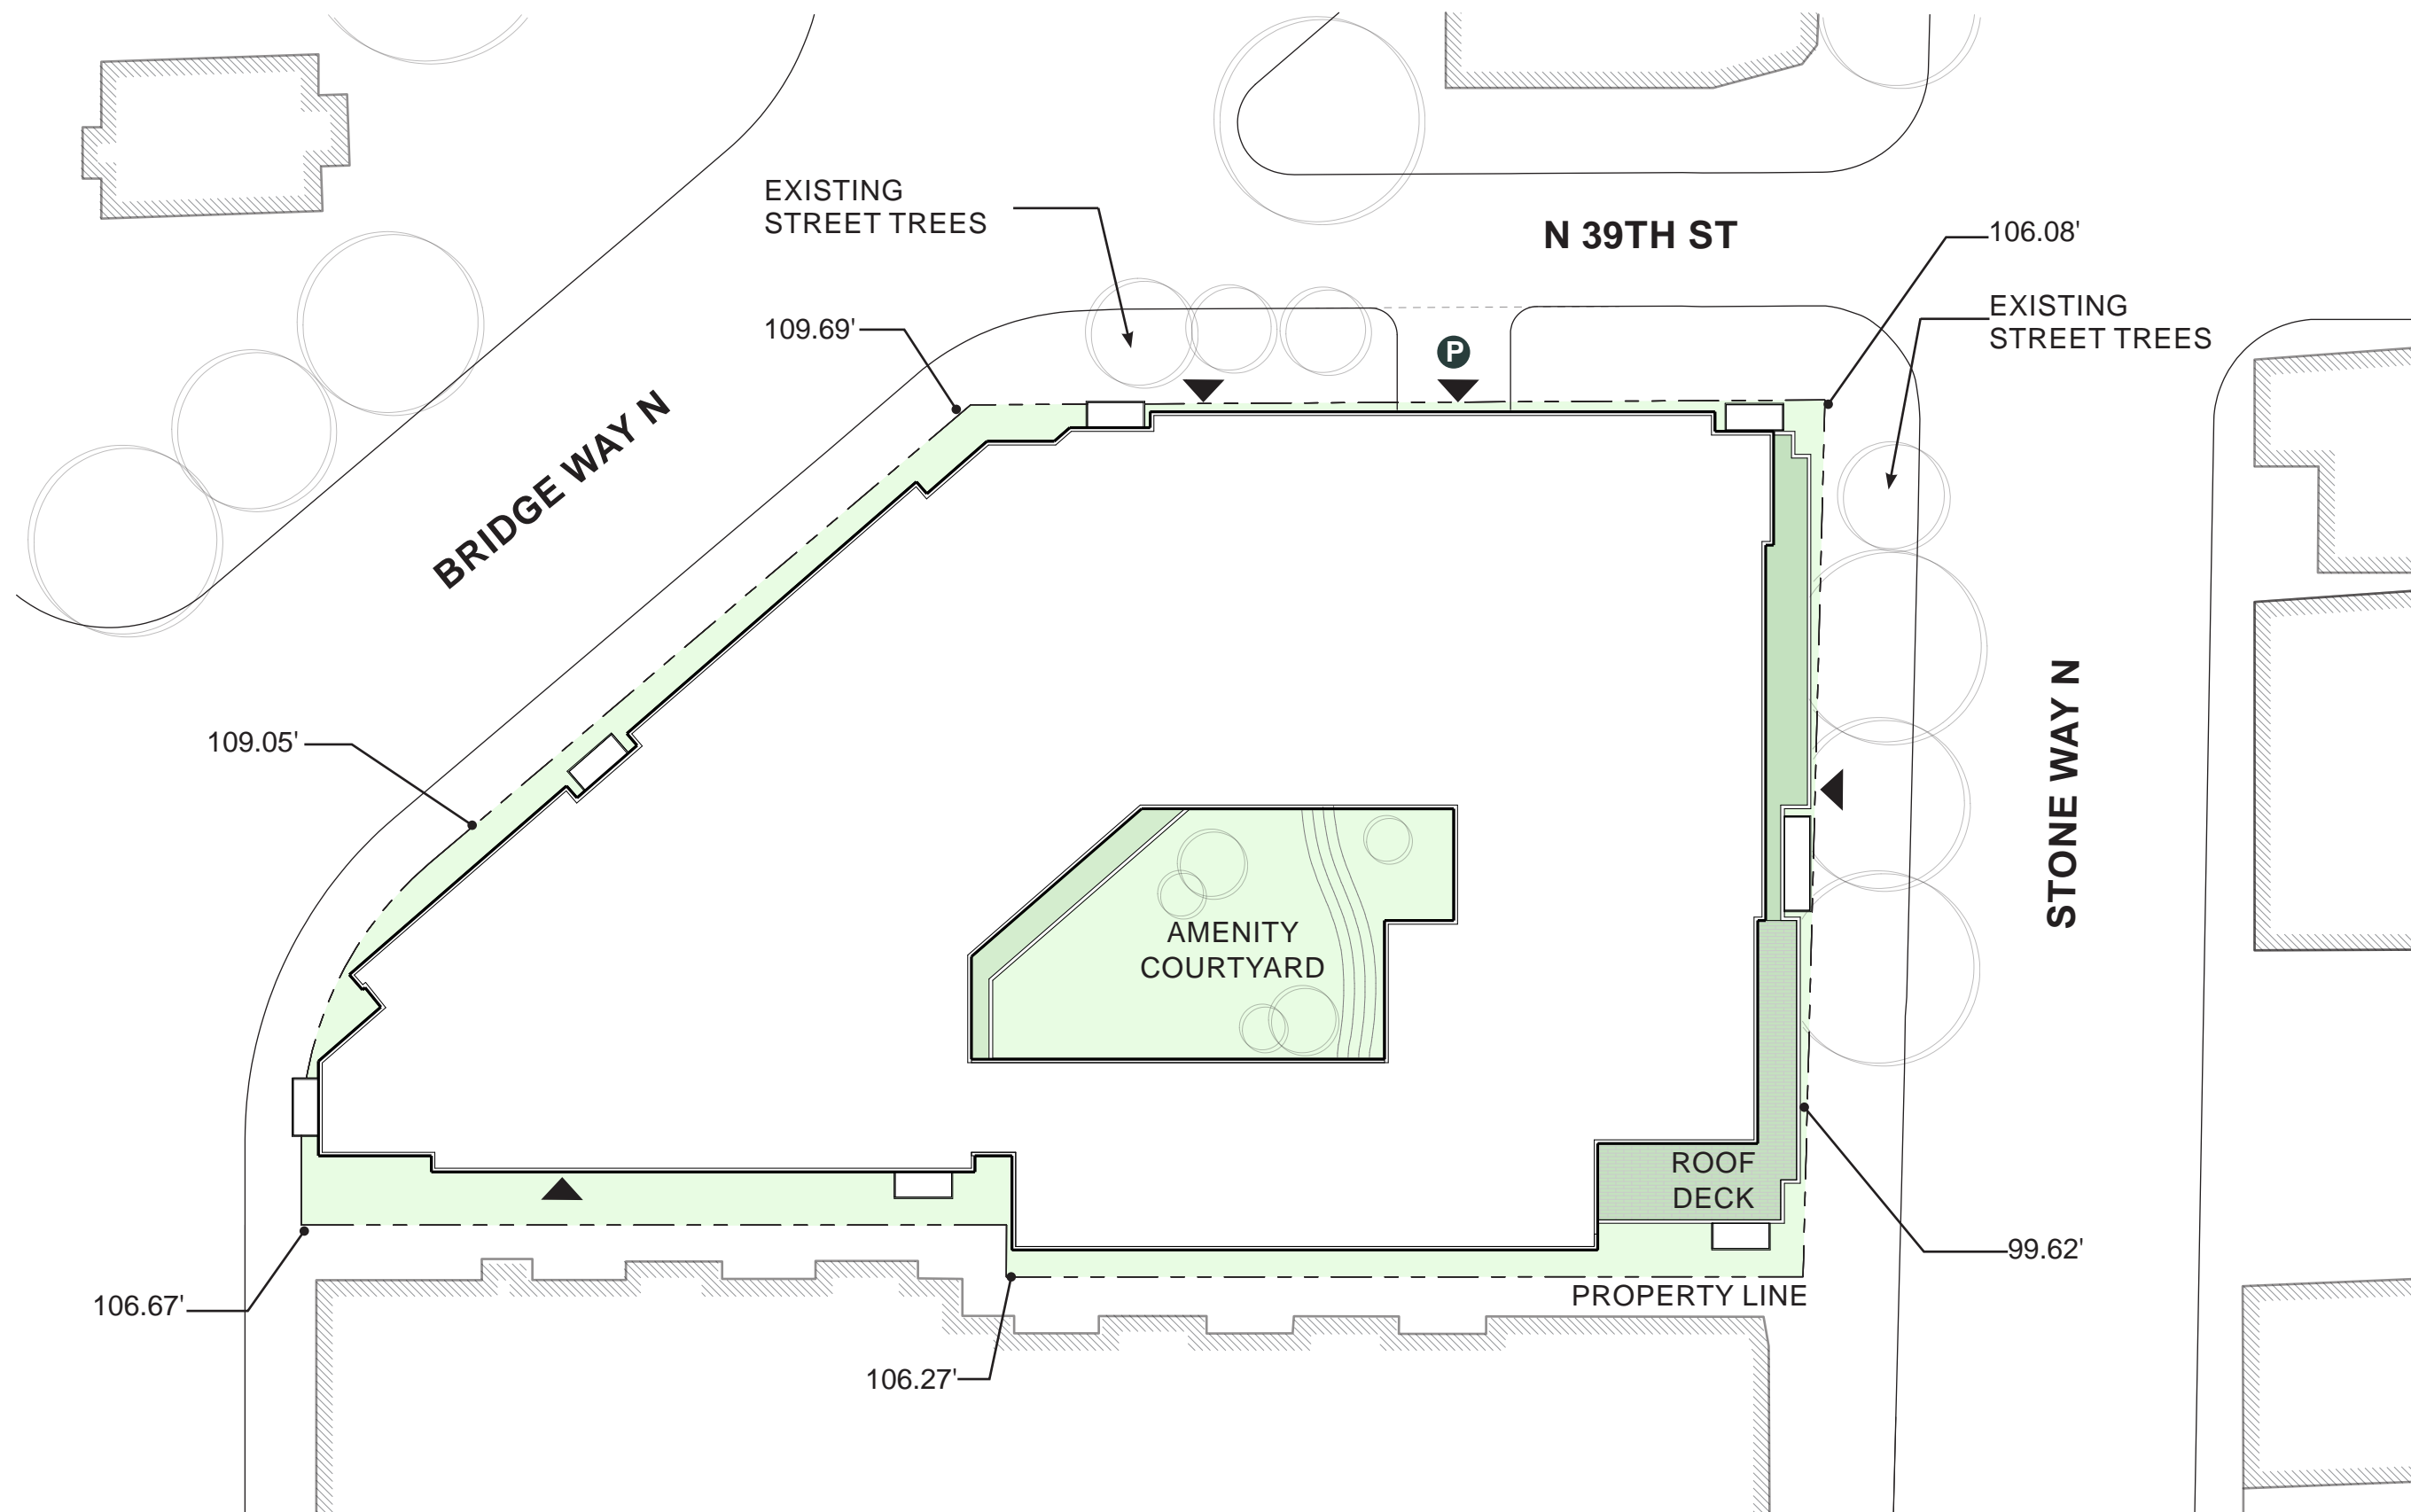 EXISTING
STREET TREES
N 39TH ST
106.08'
EXISTING
STREET TREES
109.69'
P
BRIDGE WAY N
109.05'
STONE WAY N
AMENITY
COURTYARD
ROOF
DECK
99.62'
PROPERTY LINE
106.67'
106.27'